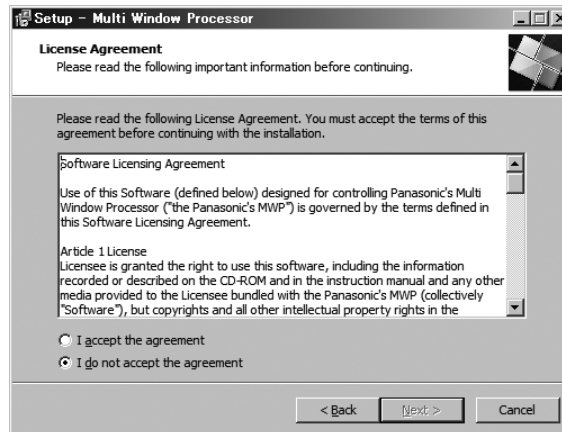 Setup - Multi Window Processor
License Agreement
Please read the following important information before continuing.
Please read the following License Agreement. You must accept the terms of this
agreement before continuing with the installation.
Software Licensing Agreement
Use of this Software (defined below) designed for controlling Panasonic's Multi
Window Processor ("the Panasonic's MWP") is governed by the terms defined in
this Software Licensing Agreement.
Article 1 License
Licensee is granted the right to use this software, including the information
recorded or described on the CD-ROM and in the instruction manual and any other
media provided to the Licensee bundled with the Panasonic's MWP (collectively
"Software"), but copyrights and all other intellectual property rights in the
I accept the agreement
I do not accept the agreement
< Back Next > Cancel